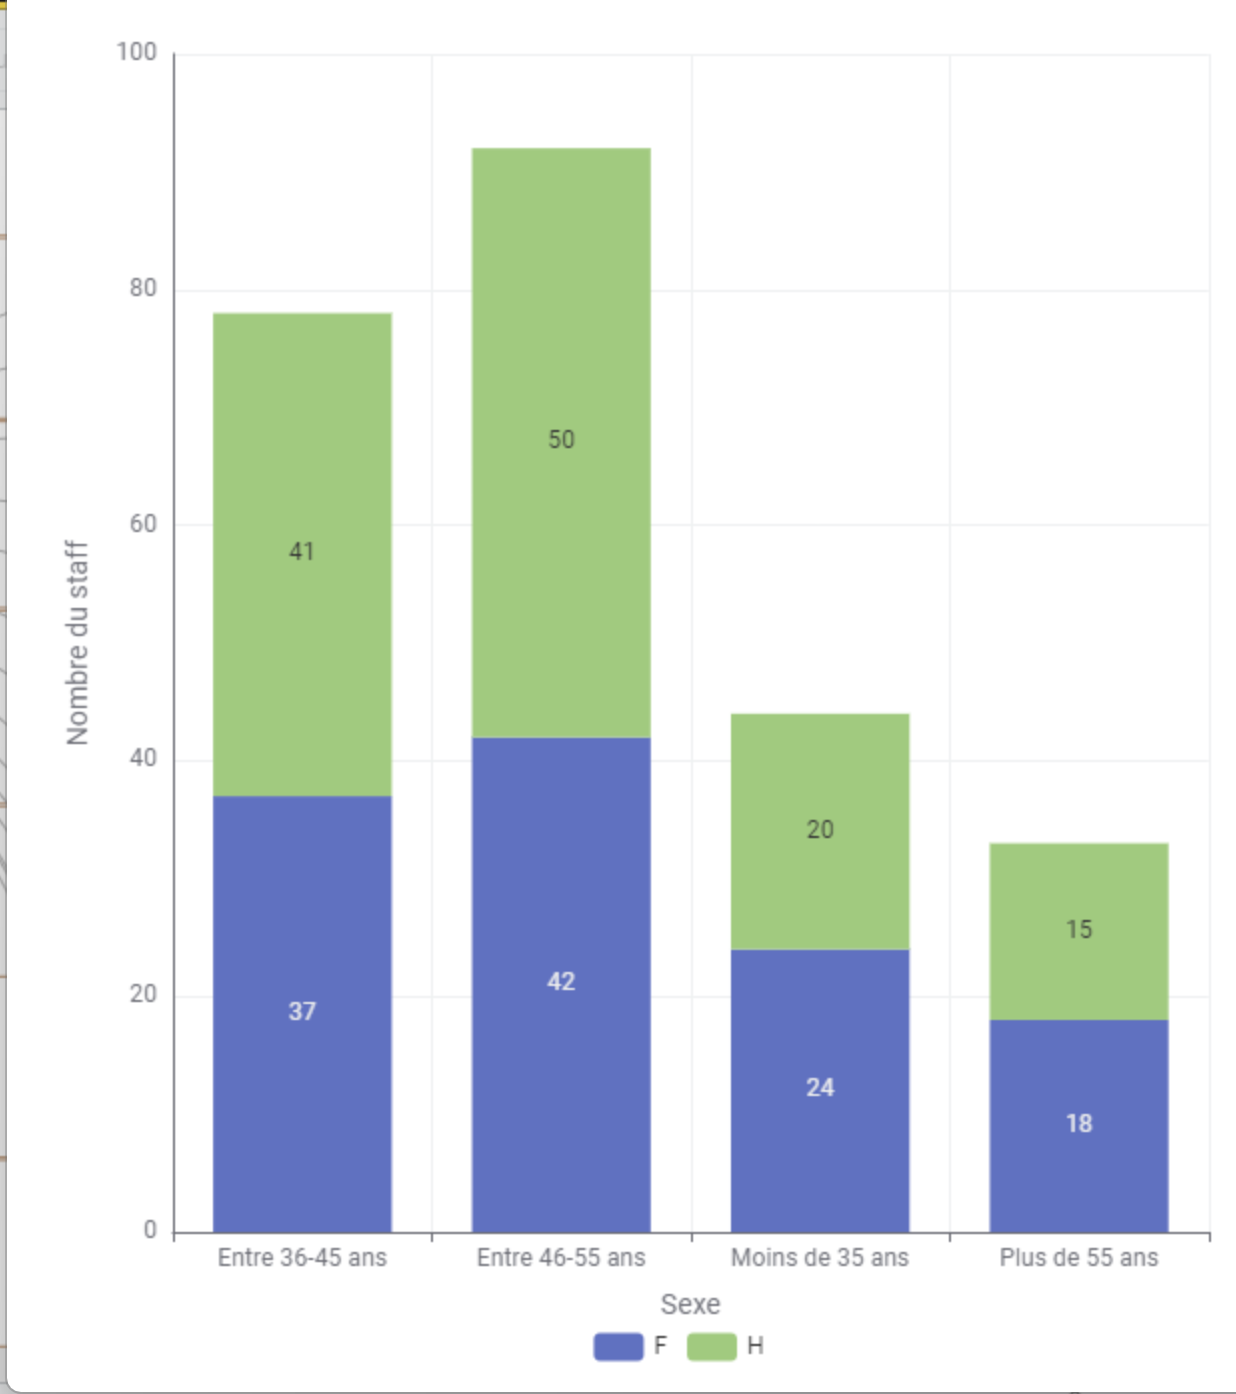 100
80
60
40
20
0
Nombre du staff
41
37
50
42
20
24
15
18
Entre 36-45 ans
Entre 46-55 ans
Moins de 35 ans
Plus de 55 ans
Sexe
F
H